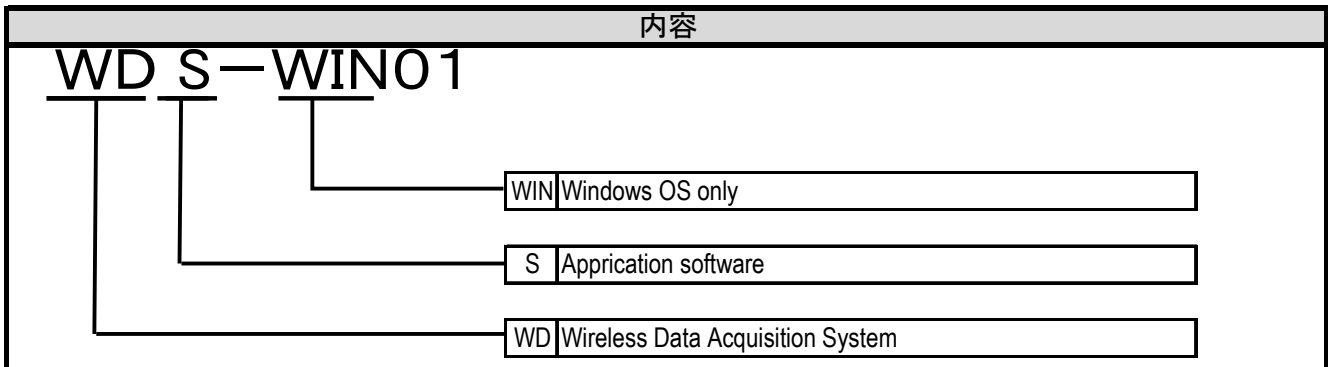 内容
WD S－WIN01
WIN Windows OS only
S Apprication software
WD Wireless Data Acquisition System